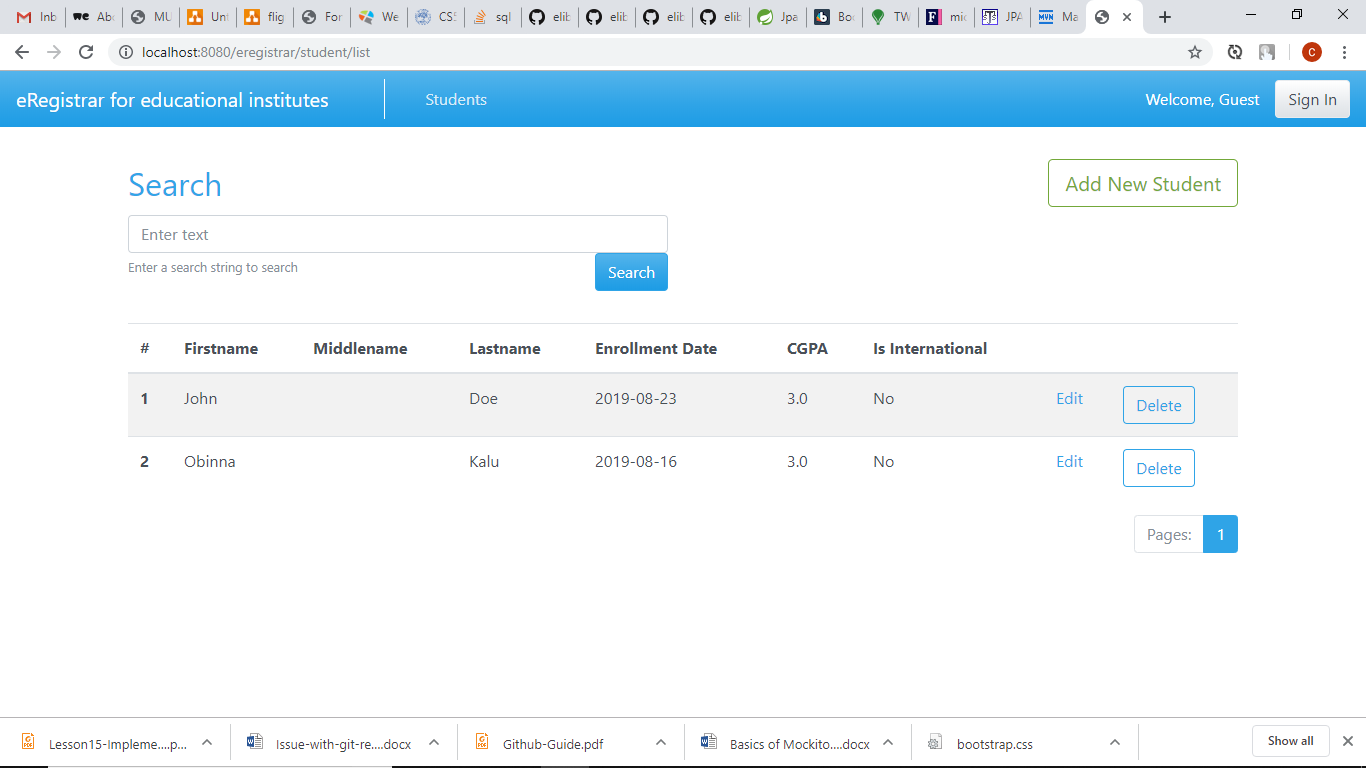 Inb
Abo
MU
Unt
flig
For
We
CSS
sql
elib
elib
elib
elib
Jpa
Boo
TW
mic
JPA
Ma
localhost:8080/eregistrar/student/list
C
eRegistrar for educational institutes
Students
Welcome, Guest
Sign In
Search
Add New Student
Enter text
Enter a search string to search
Search
# Firstname Middlename Lastname Enrollment Date CGPA Is International
1 John Doe 2019-08-23 3.0 No Edit Delete
2 Obinna Kalu 2019-08-16 3.0 No Edit Delete
Pages: 1
Lesson15-Impleme....p...
Issue-with-git-re....docx
Github-Guide.pdf
Basics of Mockito....docx
bootstrap.css
Show all